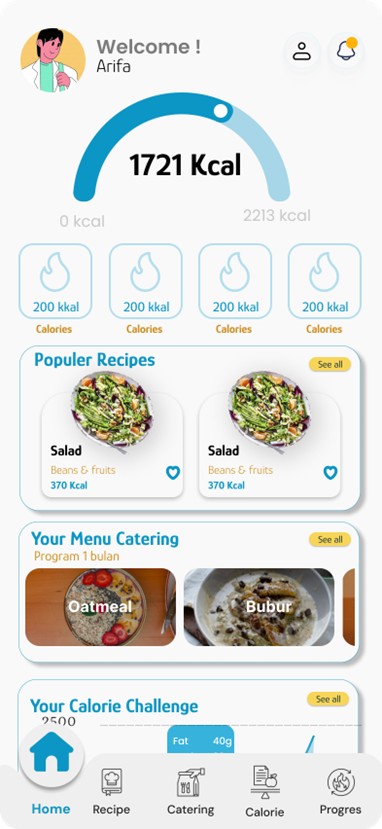 Welcome !
Arifa
1721 Kcal
0 kcal
2213 kcal
200 kkal
200 kkal
200 kkal
200 kkal
Calories
Calories
Calories
Calories
Populer Recipes
See all
Salad
Salad
Beans & fruits
Beans & fruits
370 Kcal
370 Kcal
Your Menu Catering
See all
Program 1 bulan
Oatmeal
Bubur
Your Calorie Challenge
See all
2500
Fat 40g
Home
Recipe
Catering
Calorie
Progres